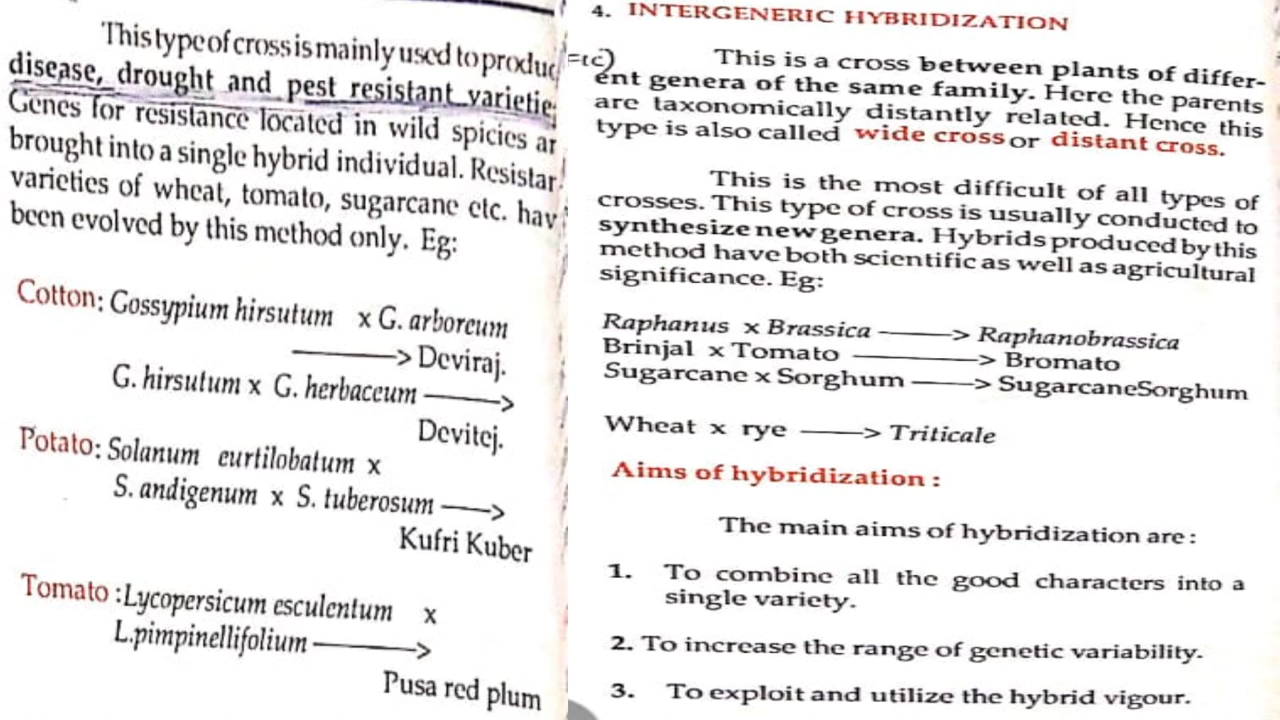 This type of cross is mainly used to produc
disease, drought and pest resistant varietie
Genes for resistance located in wild spicies ar
brought into a single hybrid individual. Resistan
varieties of wheat, tomato, sugarcane etc. hav
been evolved by this method only. Eg:
Cotton: Gossypium hirsutum x G. arboreum
——> Deviraj.
G. hirsutum x G. herbaceum ——>
Devitej.
Potato: Solanum eurtilobatum x
S. andigenum x S. tuberosum ——>
Kufri Kuber
Tomato : Lycopersicum esculentum x
L.pimpinellifolium ——>
Pusa red plum
4. INTERGENERIC HYBRIDIZATION
This is a cross between plants of differ-
ent genera of the same family. Here the parents
are taxonomically distantly related. Hence this
type is also called wide cross or distant cross.
This is the most difficult of all types of
crosses. This type of cross is usually conducted to
synthesize new genera. Hybrids produced by this
method have both scientific as well as agricultural
significance. Eg:
Raphanus x Brassica ——> Raphanobrassica
Brinjal x Tomato ——> Bromato
Sugarcane x Sorghum ——> SugarcaneSorghum
Wheat x rye ——> Triticale
Aims of hybridization :
The main aims of hybridization are :
1. To combine all the good characters into a
single variety.
2. To increase the range of genetic variability.
3. To exploit and utilize the hybrid vigour.